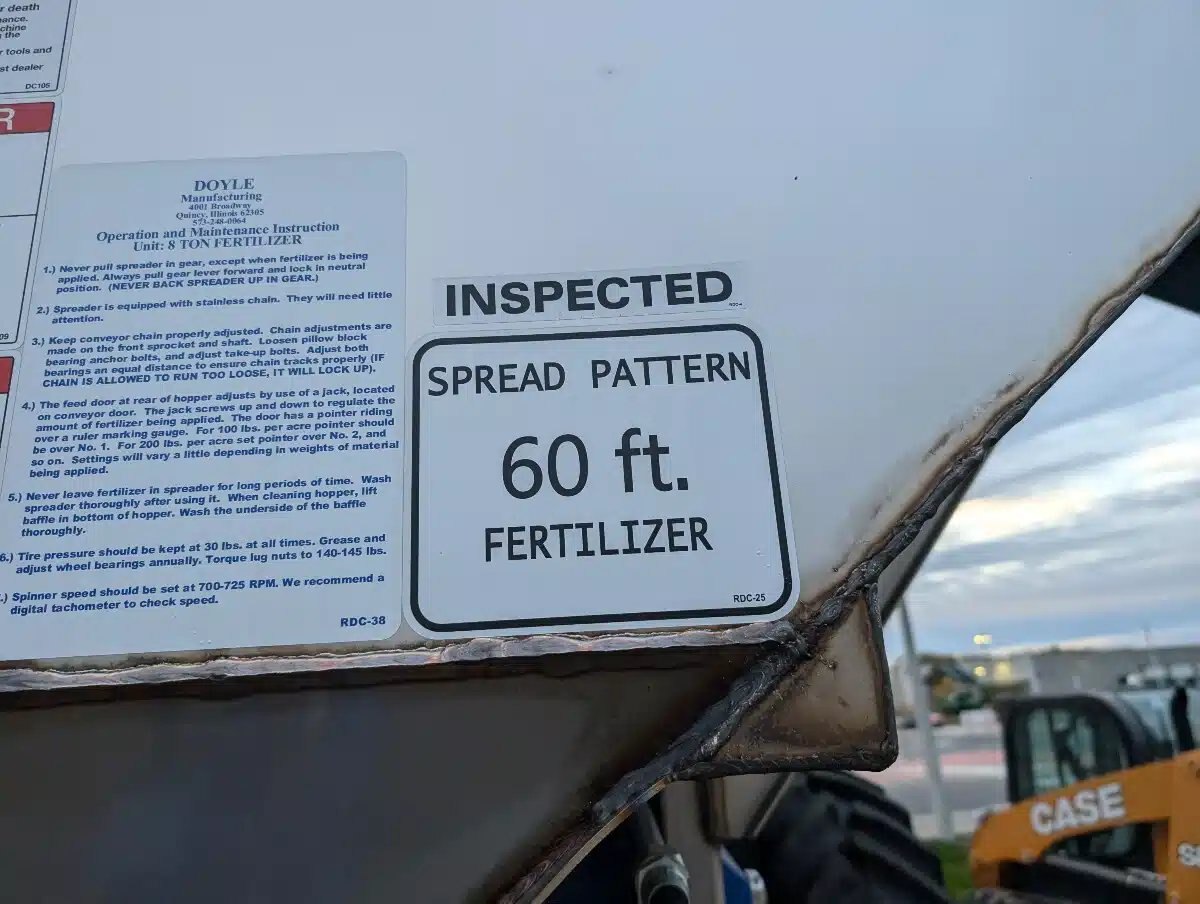 r death
nance.
chine
the
r tools and
st dealer
DC105
R
09
DOYLE
Manufacturing
4001 Broadway
Quincy, Illinois 62305
573-248-0064
Operation and Maintenance Instruction
Unit: 8 TON FERTILIZER
1.) Never pull spreader in gear, except when fertilizer is being
applied. Always pull gear lever forward and lock in neutral
position. (NEVER BACK SPREADER UP IN GEAR.)
2.) Spreader is equipped with stainless chain. They will need little
attention.
3.) Keep conveyor chain properly adjusted. Chain adjustments are
made on the front sprocket and shaft. Loosen pillow block
bearing anchor bolts, and adjust take-up bolts. Adjust both
bearings an equal distance to ensure chain tracks properly (IF
CHAIN IS ALLOWED TO RUN TOO LOOSE, IT WILL LOCK UP).
4.) The feed door at rear of hopper adjusts by use of a jack, located
on conveyor door. The jack screws up and down to regulate the
amount of fertilizer being applied. The door has a pointer riding
over a ruler marking gauge. For 100 lbs. per acre pointer should
be over No. 1. For 200 lbs. per acre set pointer over No. 2, and
so on. Settings will vary a little depending in weights of material
being applied.
5.) Never leave fertilizer in spreader for long periods of time. Wash
spreader thoroughly after using it. When cleaning hopper, lift
baffle in bottom of hopper. Wash the underside of the baffle
thoroughly.
6.) Tire pressure should be kept at 30 lbs. at all times. Grease and
adjust wheel bearings annually. Torque lug nuts to 140-145 lbs.
.) Spinner speed should be set at 700-725 RPM. We recommend a
digital tachometer to check speed.
RDC-38
INSPECTED
SPREAD PATTERN
60 ft.
FERTILIZER
RDC-25
CASE